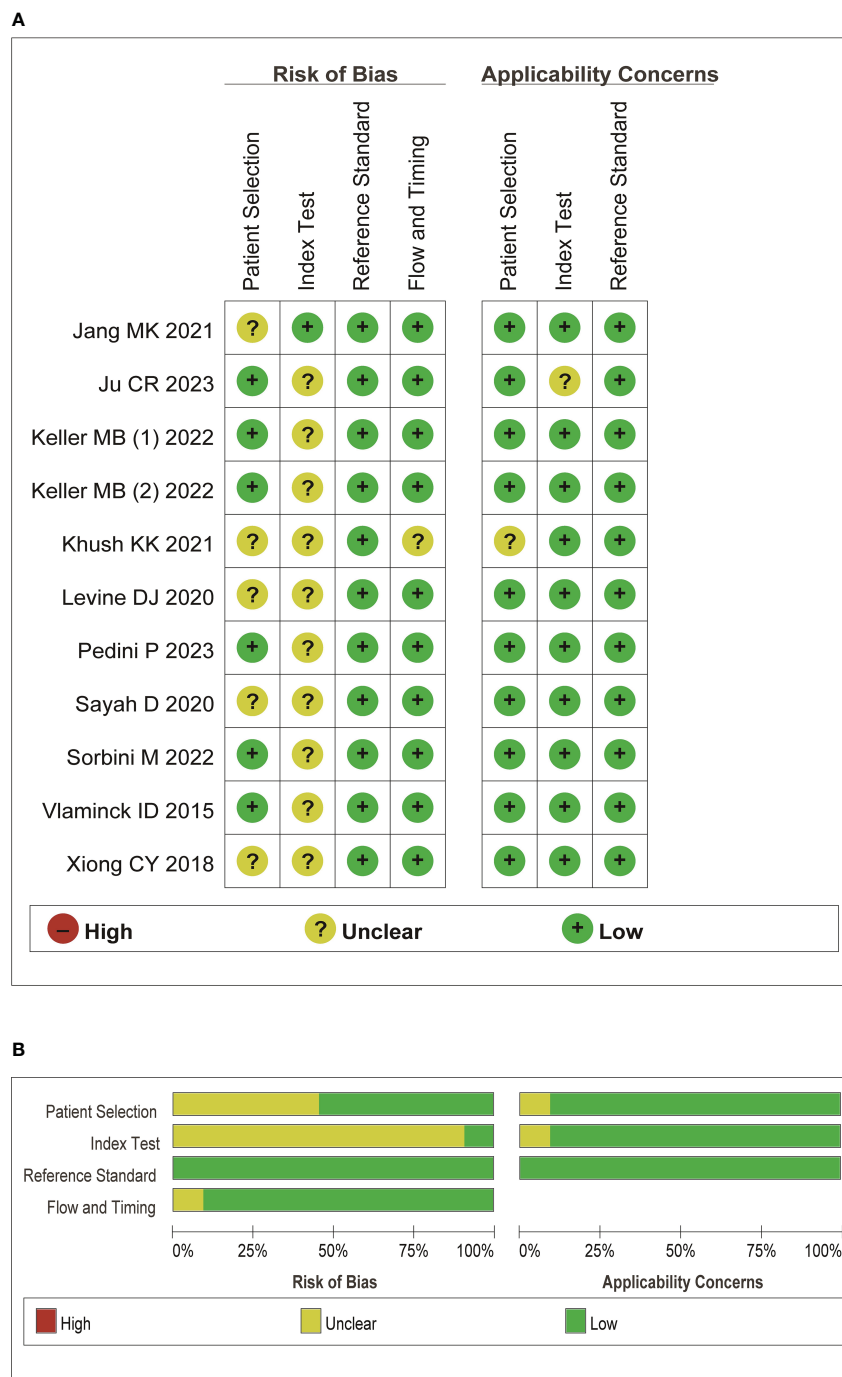 A
Risk of Bias Applicability Concerns
Patient Selection
Index Test
Reference Standard
Flow and Timing
Patient Selection
Index Test
Reference Standard
Jang MK 2021 ? + + + + + +
Ju CR 2023 + ? + + + ? +
Keller MB (1) 2022 + ? + + + + +
Keller MB (2) 2022 + ? + + + + +
Khush KK 2021 ? ? + ? ? + +
Levine DJ 2020 ? ? + + + + +
Pedini P 2023 + ? + + + + +
Sayah D 2020 ? ? + + + + +
Sorbini M 2022 + ? + + + + +
Vlaminck ID 2015 + ? + + + + +
Xiong CY 2018 ? ? + + + + +
– High ? Unclear + Low
B
Patient Selection
Index Test
Reference Standard
Flow and Timing
0% 25% 50% 75% 100% 0% 25% 50% 75% 100%
Risk of Bias Applicability Concerns
High Unclear Low